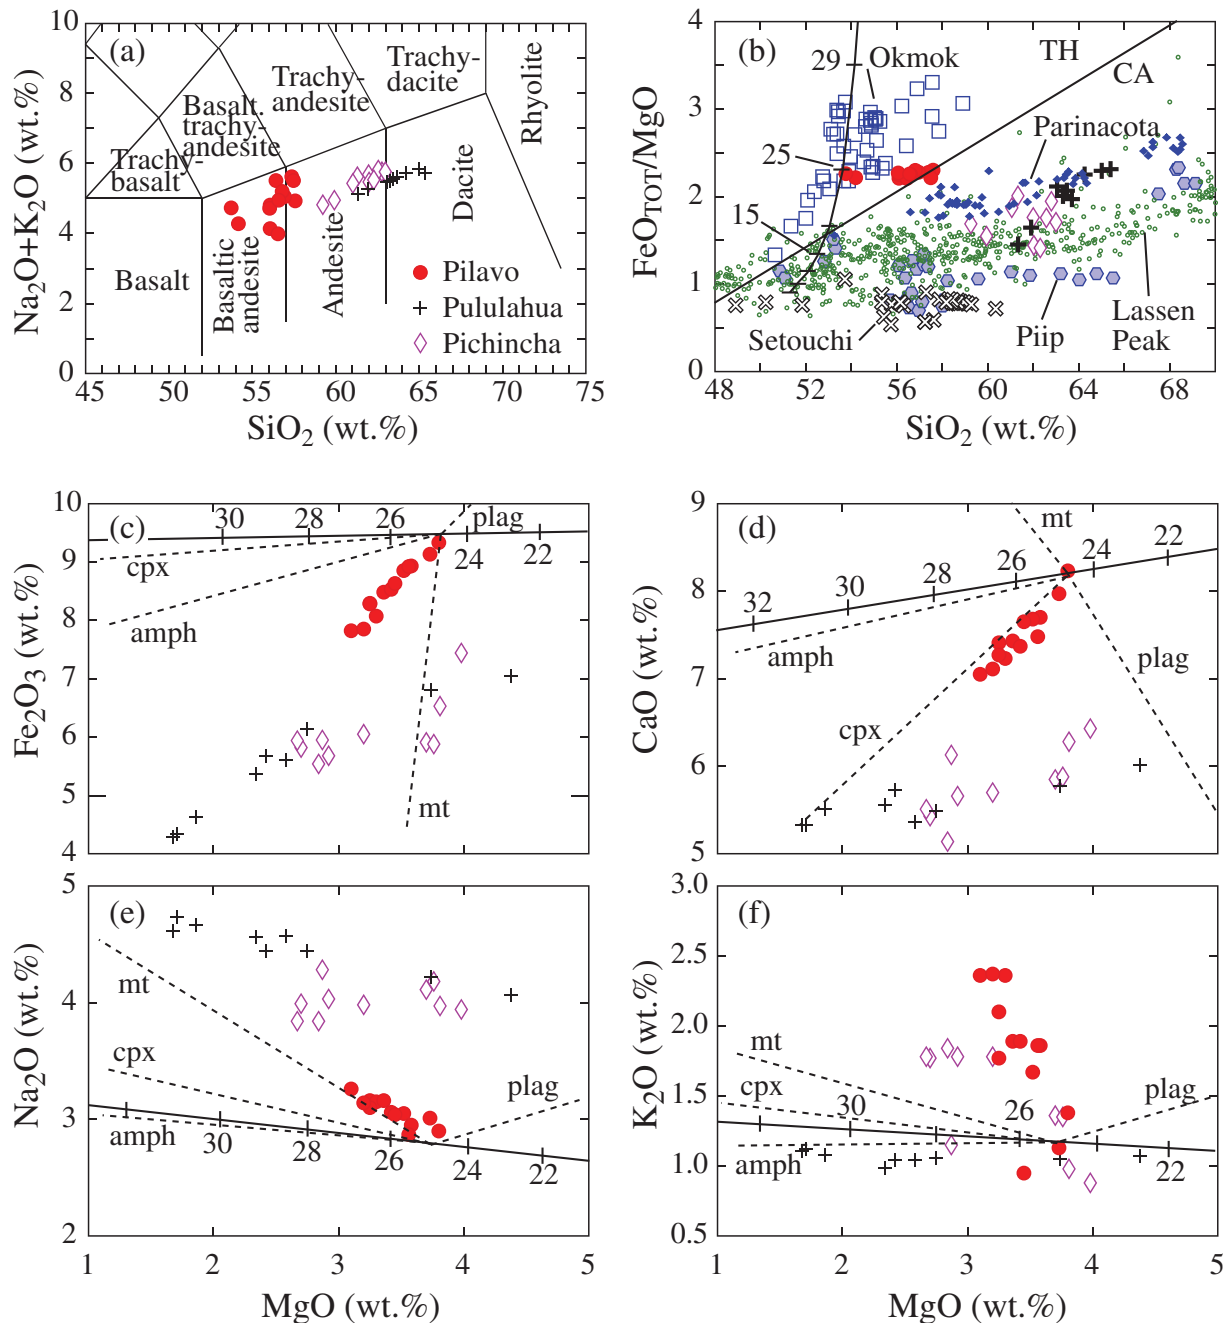 (a)
Na2O+K2O (wt.%)
10
8
6
4
2
0
Trachy-
dacite
Rhyolite
Trachy-
andesite
Basalt.
trachy-
andesite
Trachy-
basalt
Basalt
Basaltic
andesite
Andesite
Dacite
Pilavo
Pululahua
Pichincha
45 50 55 60 65 70 75
SiO2 (wt.%)
(b)
FeOTOT/MgO
4
3
2
1
0
29
Okmok
TH
CA
25
Parinacota
15
Setouchi
Piip
Lassen
Peak
48 52 56 60 64 68
SiO2 (wt.%)
(c)
Fe2O3 (wt.%)
10
9
8
7
6
5
4
30 28 26 24 22
plag
cpx
amph
mt
(d)
CaO (wt.%)
9
8
7
6
5
4
mt
32 30 28 26 24 22
amph
plag
cpx
(e)
Na2O (wt.%)
5
4
3
2
mt
cpx
plag
amph
30 28 26 24 22
1 2 3 4 5
MgO (wt.%)
(f)
K2O (wt.%)
3.0
2.5
2.0
1.5
1.0
0.5
mt
cpx
plag
30 26 22
amph
1 2 3 4 5
MgO (wt.%)